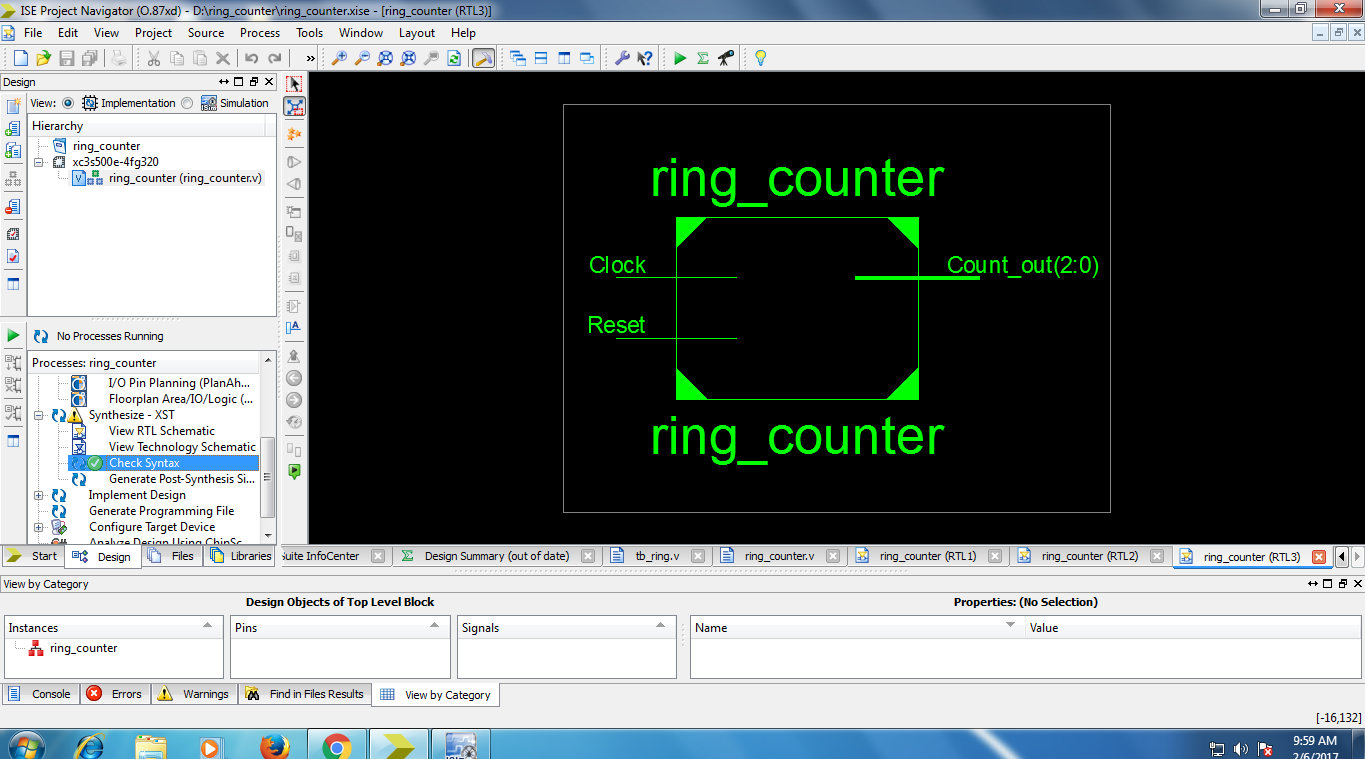 ISE Project Navigator (O.87xd) - D:\ring_counter\ring_counter.xise - [ring_counter (RTL3)]
File Edit View Project Source Process Tools Window Layout Help
»
Design
View: Implementation Simulation
Hierarchy
ring_counter
xc3s500e-4fg320
ring_counter (ring_counter.v)
No Processes Running
Processes: ring_counter
I/O Pin Planning (PlanAh...
Floorplan Area/IO/Logic (...
Synthesize - XST
View RTL Schematic
View Technology Schematic
Check Syntax
Generate Post-Synthesis Si...
Implement Design
Generate Programming File
Configure Target Device
Analyze Design Using ChipSc...
Start Design Files Libraries
ring_counter
Clock
Count_out(2:0)
Reset
ring_counter
Suite InfoCenter Design Summary (out of date) tb_ring.v ring_counter.v ring_counter (RTL1) ring_counter (RTL2) ring_counter (RTL3)
View by Category
Design Objects of Top Level Block
Properties: (No Selection)
Instances Pins Signals Name Value
ring_counter
Console Errors Warnings Find in Files Results View by Category
[-16,132]
9:59 AM
2/6/2017